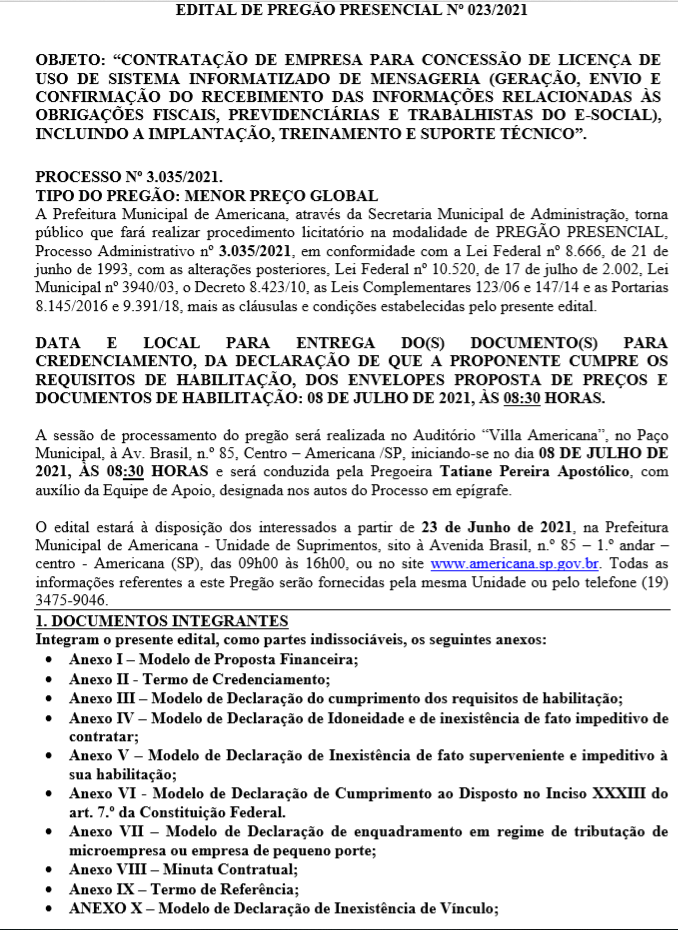 EDITAL DE PREGÃO PRESENCIAL Nº 023/2021
OBJETO: “CONTRATAÇÃO DE EMPRESA PARA CONCESSÃO DE LICENÇA DE
USO DE SISTEMA INFORMATIZADO DE MENSAGERIA (GERAÇÃO, ENVIO E
CONFIRMAÇÃO DO RECEBIMENTO DAS INFORMAÇÕES RELACIONADAS ÀS
OBRIGAÇÕES FISCAIS, PREVIDENCIÁRIAS E TRABALHISTAS DO E-SOCIAL),
INCLUINDO A IMPLANTAÇÃO, TREINAMENTO E SUPORTE TÉCNICO”.
PROCESSO Nº 3.035/2021.
TIPO DO PREGÃO: MENOR PREÇO GLOBAL
A Prefeitura Municipal de Americana, através da Secretaria Municipal de Administração, torna
público que fará realizar procedimento licitatório na modalidade de PREGÃO PRESENCIAL,
Processo Administrativo nº 3.035/2021, em conformidade com a Lei Federal nº 8.666, de 21 de
junho de 1993, com as alterações posteriores, Lei Federal nº 10.520, de 17 de julho de 2.002, Lei
Municipal nº 3940/03, o Decreto 8.423/10, as Leis Complementares 123/06 e 147/14 e as Portarias
8.145/2016 e 9.391/18, mais as cláusulas e condições estabelecidas pelo presente edital.
DATA E LOCAL PARA ENTREGA DO(S) DOCUMENTO(S) PARA
CREDENCIAMENTO, DA DECLARAÇÃO DE QUE A PROPONENTE CUMPRE OS
REQUISITOS DE HABILITAÇÃO, DOS ENVELOPES PROPOSTA DE PREÇOS E
DOCUMENTOS DE HABILITAÇÃO: 08 DE JULHO DE 2021, ÀS 08:30 HORAS.
A sessão de processamento do pregão será realizada no Auditório “Villa Americana”, no Paço
Municipal, à Av. Brasil, n.º 85, Centro – Americana /SP, iniciando-se no dia 08 DE JULHO DE
2021, ÀS 08:30 HORAS e será conduzida pela Pregoeira Tatiane Pereira Apostólico, com
auxílio da Equipe de Apoio, designada nos autos do Processo em epígrafe.
O edital estará à disposição dos interessados a partir de 23 de Junho de 2021, na Prefeitura
Municipal de Americana - Unidade de Suprimentos, sito à Avenida Brasil, n.º 85 – 1.º andar –
centro - Americana (SP), das 09h00 às 16h00, ou no site www.americana.sp.gov.br. Todas as
informações referentes a este Pregão serão fornecidas pela mesma Unidade ou pelo telefone (19)
3475-9046.
1. DOCUMENTOS INTEGRANTES
Integram o presente edital, como partes indissociáveis, os seguintes anexos:
• Anexo I – Modelo de Proposta Financeira;
• Anexo II - Termo de Credenciamento;
• Anexo III – Modelo de Declaração do cumprimento dos requisitos de habilitação;
• Anexo IV – Modelo de Declaração de Idoneidade e de inexistência de fato impeditivo de
contratar;
• Anexo V – Modelo de Declaração de Inexistência de fato superveniente e impeditivo à
sua habilitação;
• Anexo VI - Modelo de Declaração de Cumprimento ao Disposto no Inciso XXXIII do
art. 7.º da Constituição Federal.
• Anexo VII – Modelo de Declaração de enquadramento em regime de tributação de
microempresa ou empresa de pequeno porte;
• Anexo VIII – Minuta Contratual;
• Anexo IX – Termo de Referência;
• ANEXO X – Modelo de Declaração de Inexistência de Vínculo;